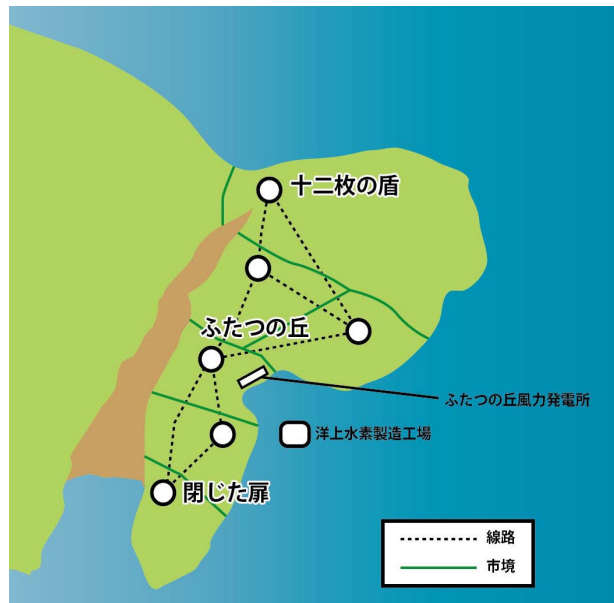 十二枚の盾
ふたつの丘
ふたつの丘風力発電所
洋上水素製造工場
閉じた扉
線路
市境